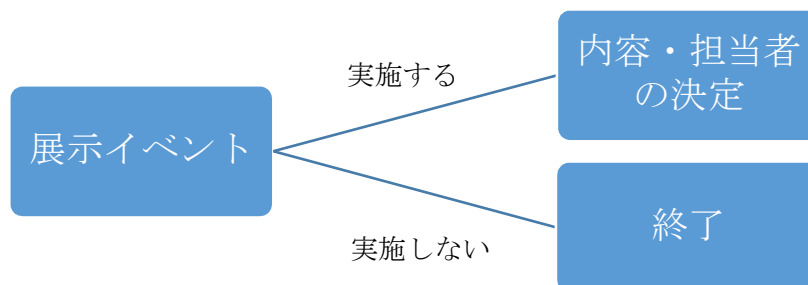 展示イベント
実施する
内容・担当者
の決定
実施しない
終了